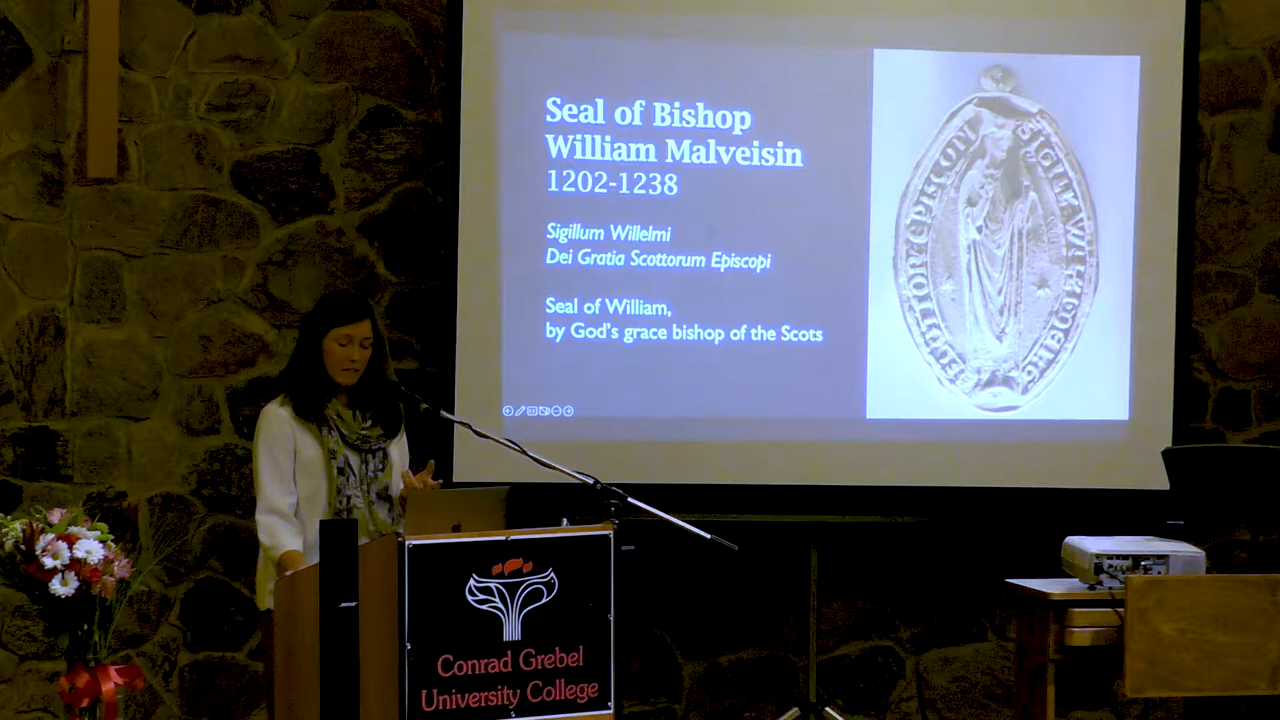 Seal of Bishop
William Malveisin
1202-1238
Sigillum Willelmi
Dei Gratia Scottorum Episcopi
Seal of William,
by God's grace bishop of the Scots
Conrad Grebel
University College
BOSE